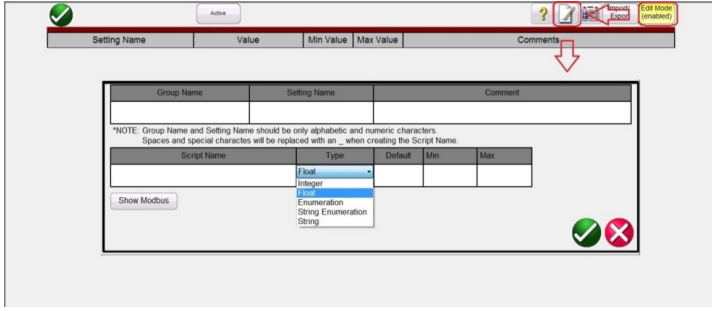 Active
?
Import/
Export
Edit Mode
(enabled)
Setting Name Value Min Value Max Value Comments
Group Name Setting Name Comment
*NOTE: Group Name and Setting Name should be only alphabetic and numeric characters.
Spaces and special charactes will be replaced with an _ when creating the Script Name.
Script Name Type Default Min Max
Float
Integer
Float
Enumeration
String Enumeration
String
Show Modbus